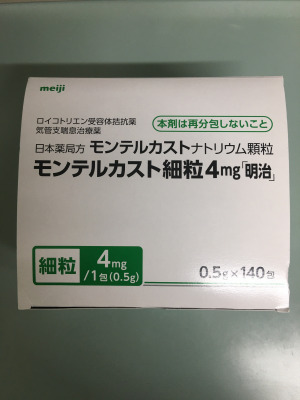 meiji
ロイコトリエン受容体拮抗薬
気管支喘息治療薬
本剤は再分包しないこと
日本薬局方 モンテルカストナトリウム顆粒
モンテルカスト細粒4mg「明治」
細粒
4mg
/1包(0.5g)
0.5g×140包